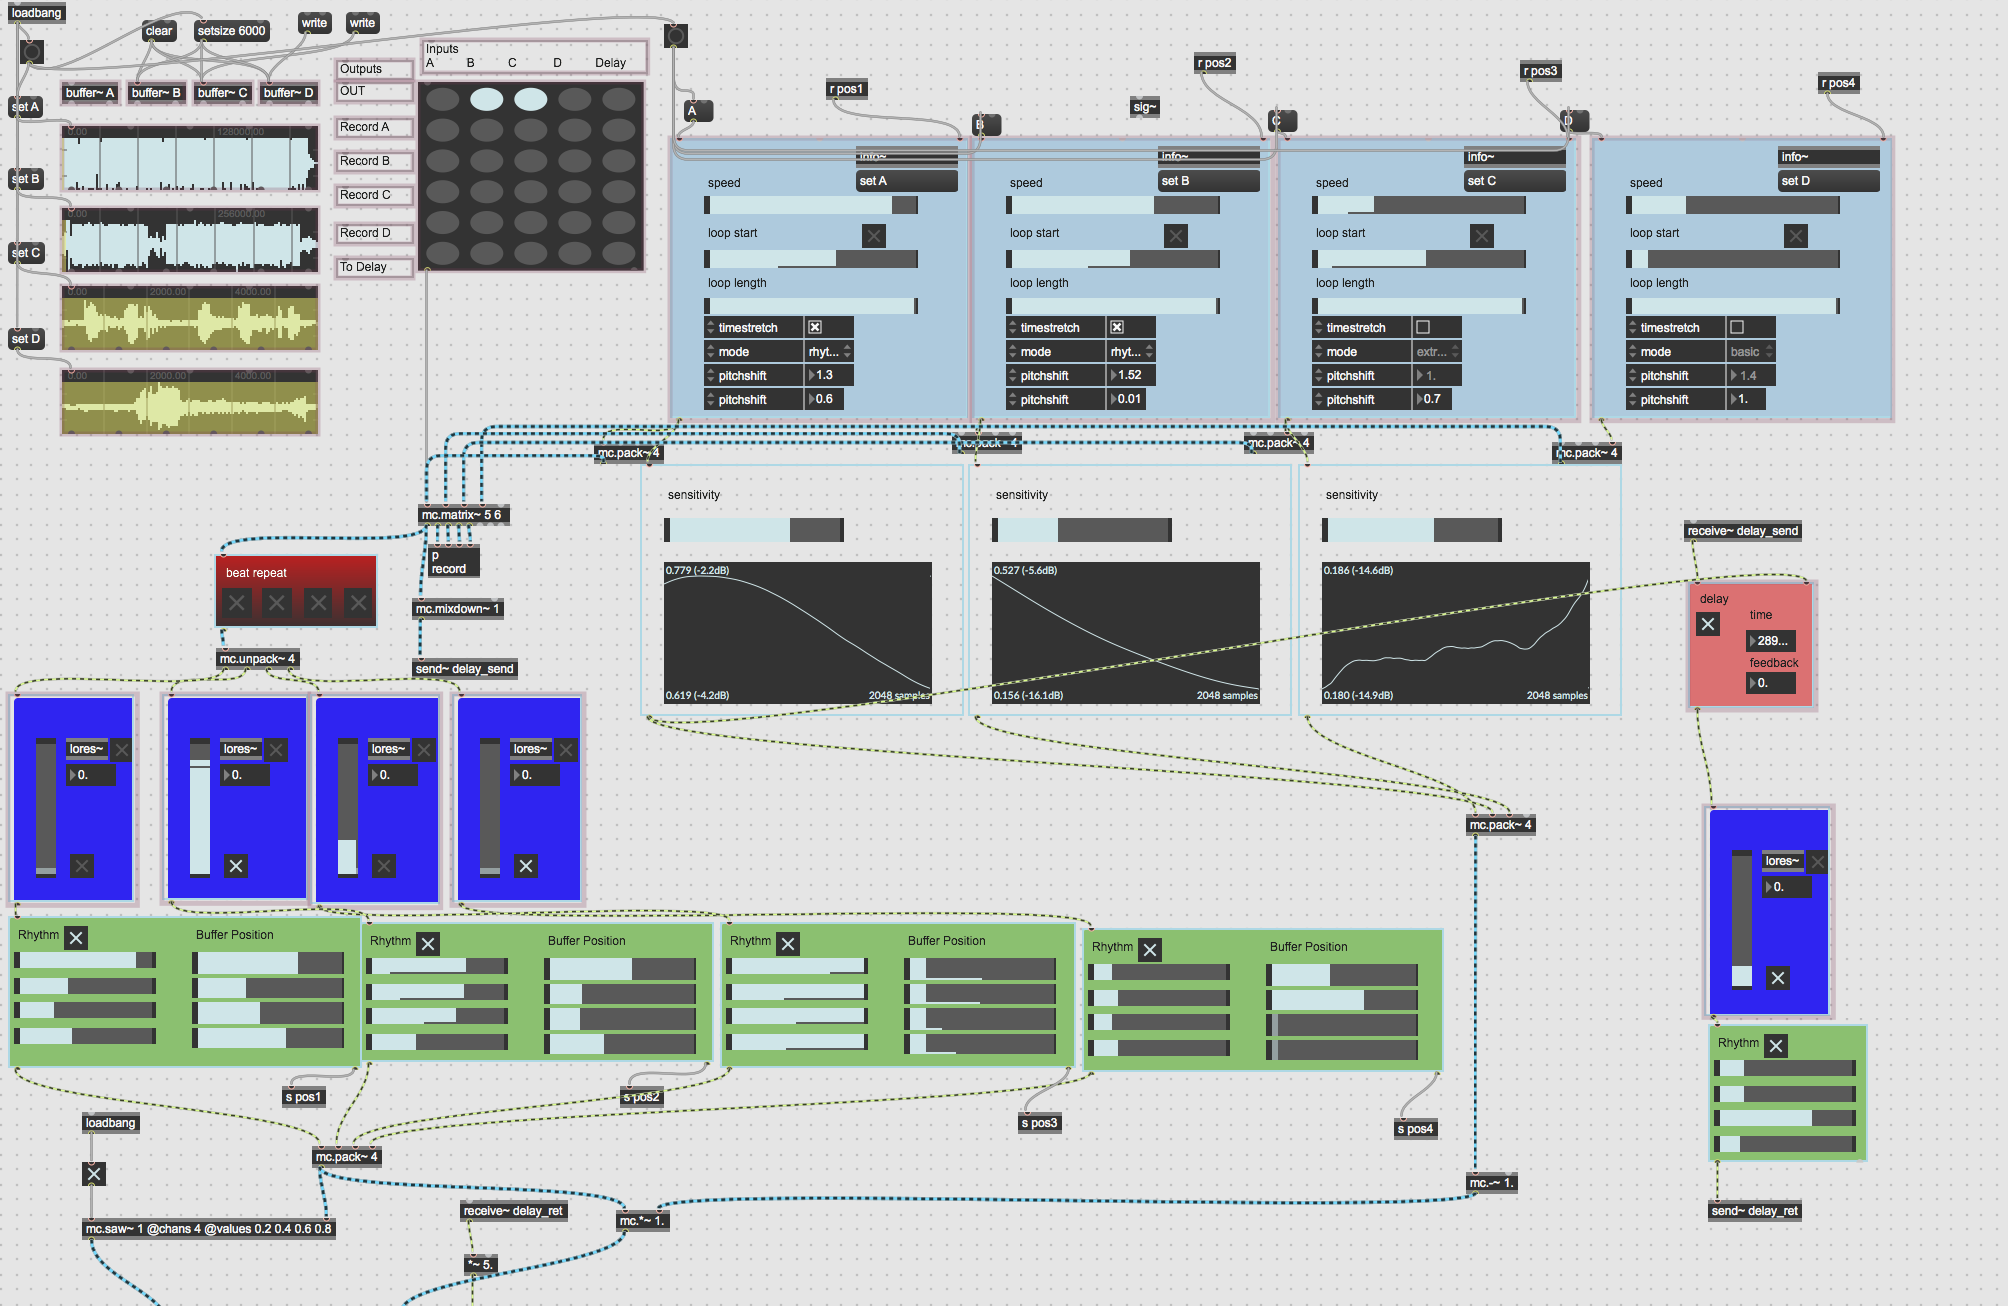 loadbang
clear
setsize 6000
write
write
buffer~ A
buffer~ B
buffer~ C
buffer~ D
set A
set B
set C
set D
0.00
128000.00
0.00
256000.00
0.00
2000.00
4000.00
0.00
2000.00
4000.00
Outputs
OUT
Record A
Record B
Record C
Record D
To Delay
Inputs
A B C D Delay
A
r pos1
B
sig~
r pos2
C
r pos3
D
r pos4
info~
set A
speed
loop start
loop length
timestretch
mode rhyt...
pitchshift 1.3
pitchshift 0.6
info~
set B
speed
loop start
loop length
timestretch
mode rhyt...
pitchshift 1.52
pitchshift 0.01
info~
set C
speed
loop start
loop length
timestretch
mode extr...
pitchshift 1.
pitchshift 0.7
info~
set D
speed
loop start
loop length
timestretch
mode basic
pitchshift 1.4
pitchshift 1.
mc.pack~ 4
mc.pack~ 4
mc.pack~ 4
mc.pack~ 4
mc.matrix~ 5 6
p
record
mc.mixdown~ 1
send~ delay_send
beat repeat
mc.unpack~ 4
sensitivity
0.779 (-2.2dB)
0.619 (-4.2dB)
2048 samples
sensitivity
0.527 (-5.6dB)
0.156 (-16.1dB)
2048 samples
sensitivity
0.186 (-14.6dB)
0.180 (-14.9dB)
2048 samples
receive~ delay_send
delay
time
289...
feedback
0.
lores~
0.
lores~
0.
lores~
0.
lores~
0.
mc.pack~ 4
lores~
0.
Rhythm
Buffer Position
Rhythm
Buffer Position
Rhythm
Buffer Position
Rhythm
Buffer Position
Rhythm
s pos1
s pos2
s pos3
s pos4
loadbang
mc.pack~ 4
mc.-~ 1.
send~ delay_ret
receive~ delay_ret
mc.*~ 1.
mc.saw~ 1 @chans 4 @values 0.2 0.4 0.6 0.8
*~ 5.